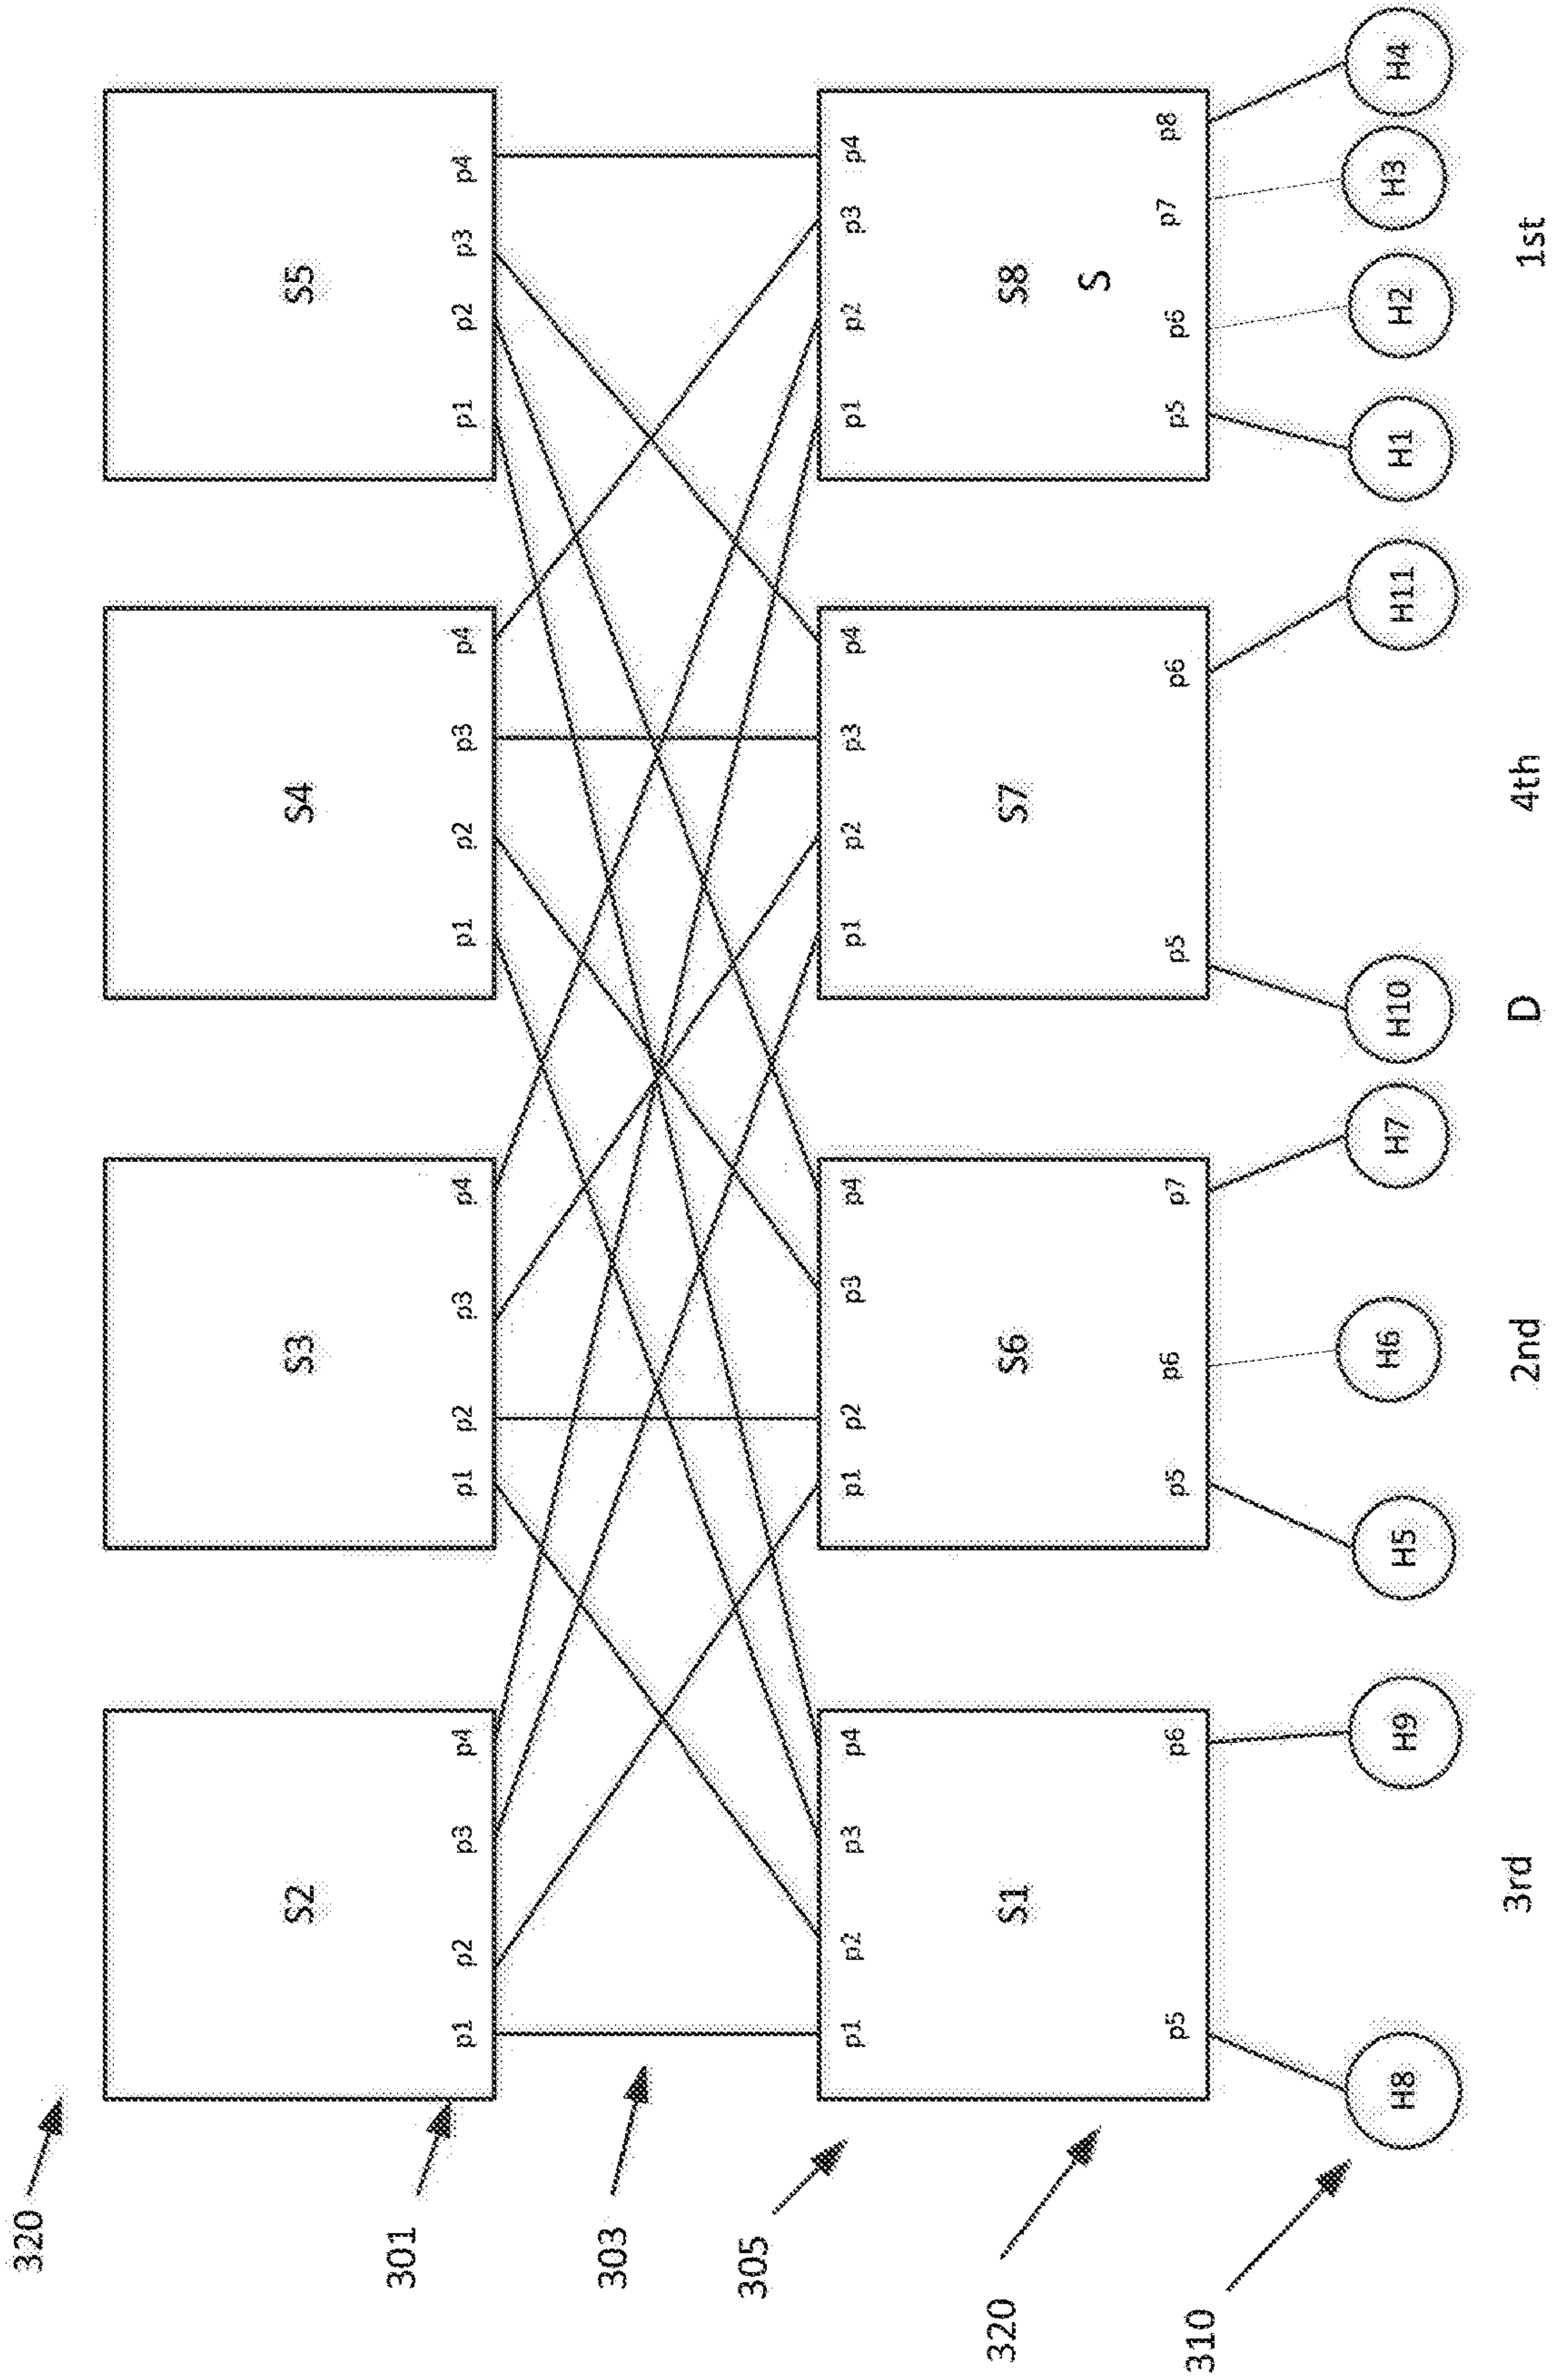 320
S2
S3
S4
S5
301
p1 p2 p3 p4
p1 p2 p3 p4
p1 p2 p3 p4
p1 p2 p3 p4
303
305
p1 p2 p3 p4
p1 p2 p3 p4
p1 p2 p3 p4
p1 p2 p3 p4
S1
S6
S7
S8
S
320
p5 p6
p5 p6 p7
p5 p6
p5 p6 p7 p8
310
H8 H9 H5 H6 H7 H10 H11 H1 H2 H3 H4
3rd 2nd D 4th 1st